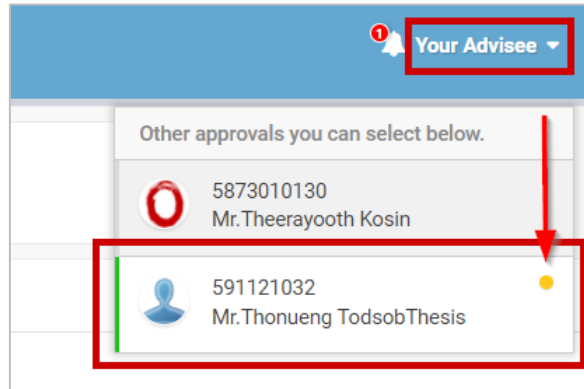 1
Your Advisee
Other approvals you can select below.
5873010130
Mr.Theerayooth Kosin
591121032
Mr.Thonueng TodsobThesis